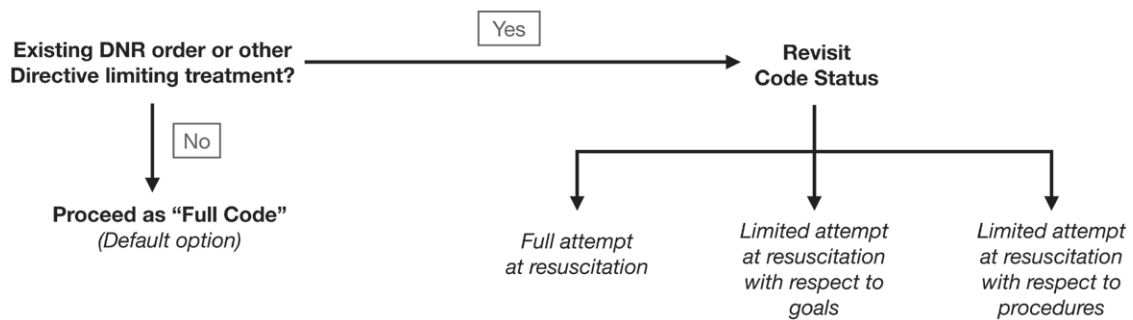 Existing DNR order or other
Directive limiting treatment?
Yes
Revisit
Code Status
No
Proceed as “Full Code”
(Default option)
Full attempt
at resuscitation
Limited attempt
at resuscitation
with respect to
goals
Limited attempt
at resuscitation
with respect to
procedures